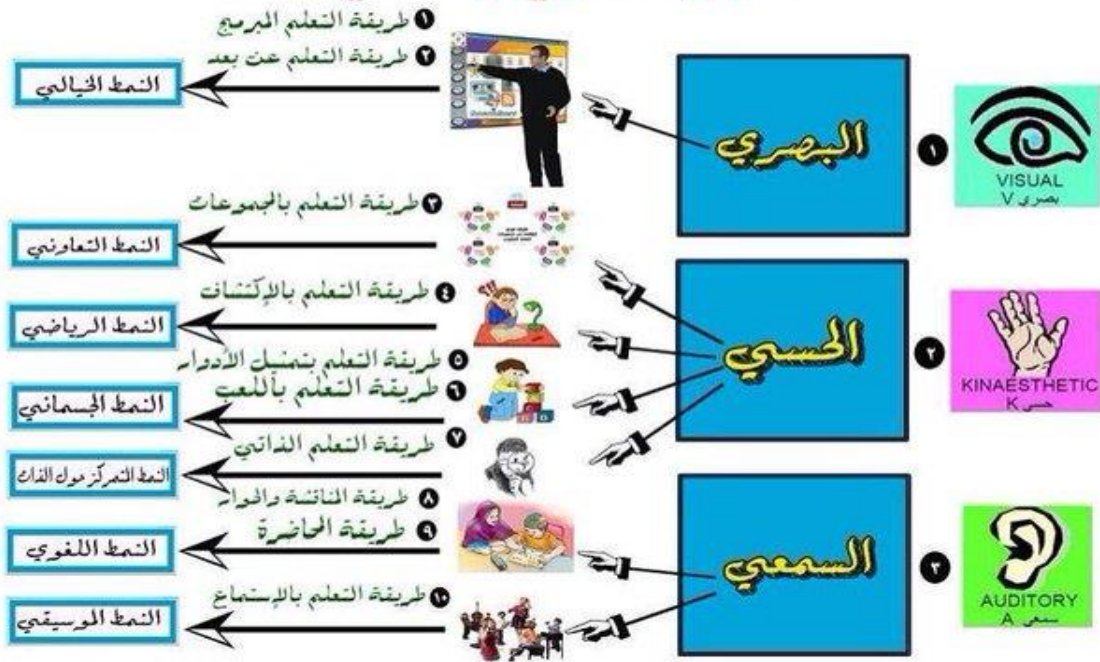 ١ طريقة التعلم المبرمج
٢ طريقة التعلم عن بعد
النمط الخيالي
البصري
١
VISUAL
بصري V
٣ طريقة التعلم بالمجموعات
النمط التعاوني
٤ طريقة التعلم بالإكتشاف
النمط الرياضي
٥ طريقة التعلم بتمثيل الأدوار
٦ طريقة التعلم باللعب
النمط الجسماني
٧ طريقة التعلم الذاتي
النمط المتمركز حول الذات
الحسي
٢
KINAESTHETIC
حسي K
٨ طريقة المناقشة والحوار
٩ طريقة المحاضرة
النمط اللغوي
١٠ طريقة التعلم بالإستماع
النمط الموسيقي
السمعي
٣
AUDITORY
سمعي A